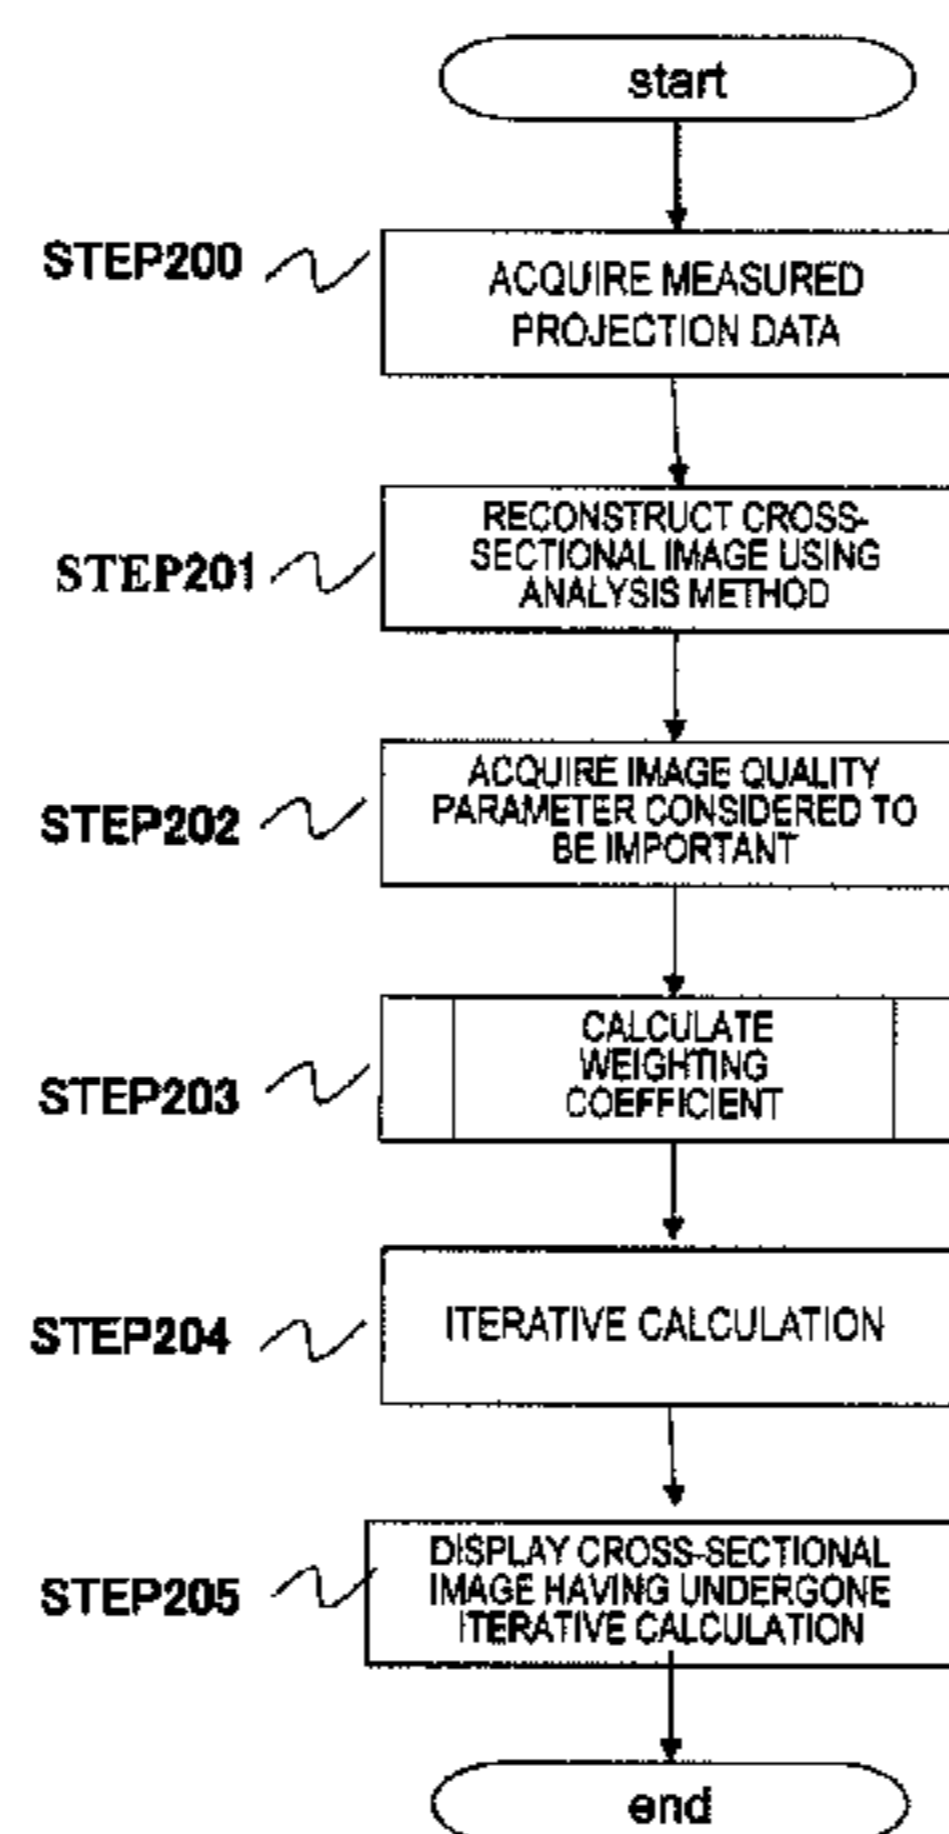 start
STEP200
ACQUIRE MEASURED
PROJECTION DATA
STEP201
RECONSTRUCT CROSS-
SECTIONAL IMAGE USING
ANALYSIS METHOD
STEP202
ACQUIRE IMAGE QUALITY
PARAMETER CONSIDERED TO
BE IMPORTANT
STEP203
CALCULATE
WEIGHTING
COEFFICIENT
STEP204
ITERATIVE CALCULATION
STEP205
DISPLAY CROSS-SECTIONAL
IMAGE HAVING UNDERGONE
ITERATIVE CALCULATION
end